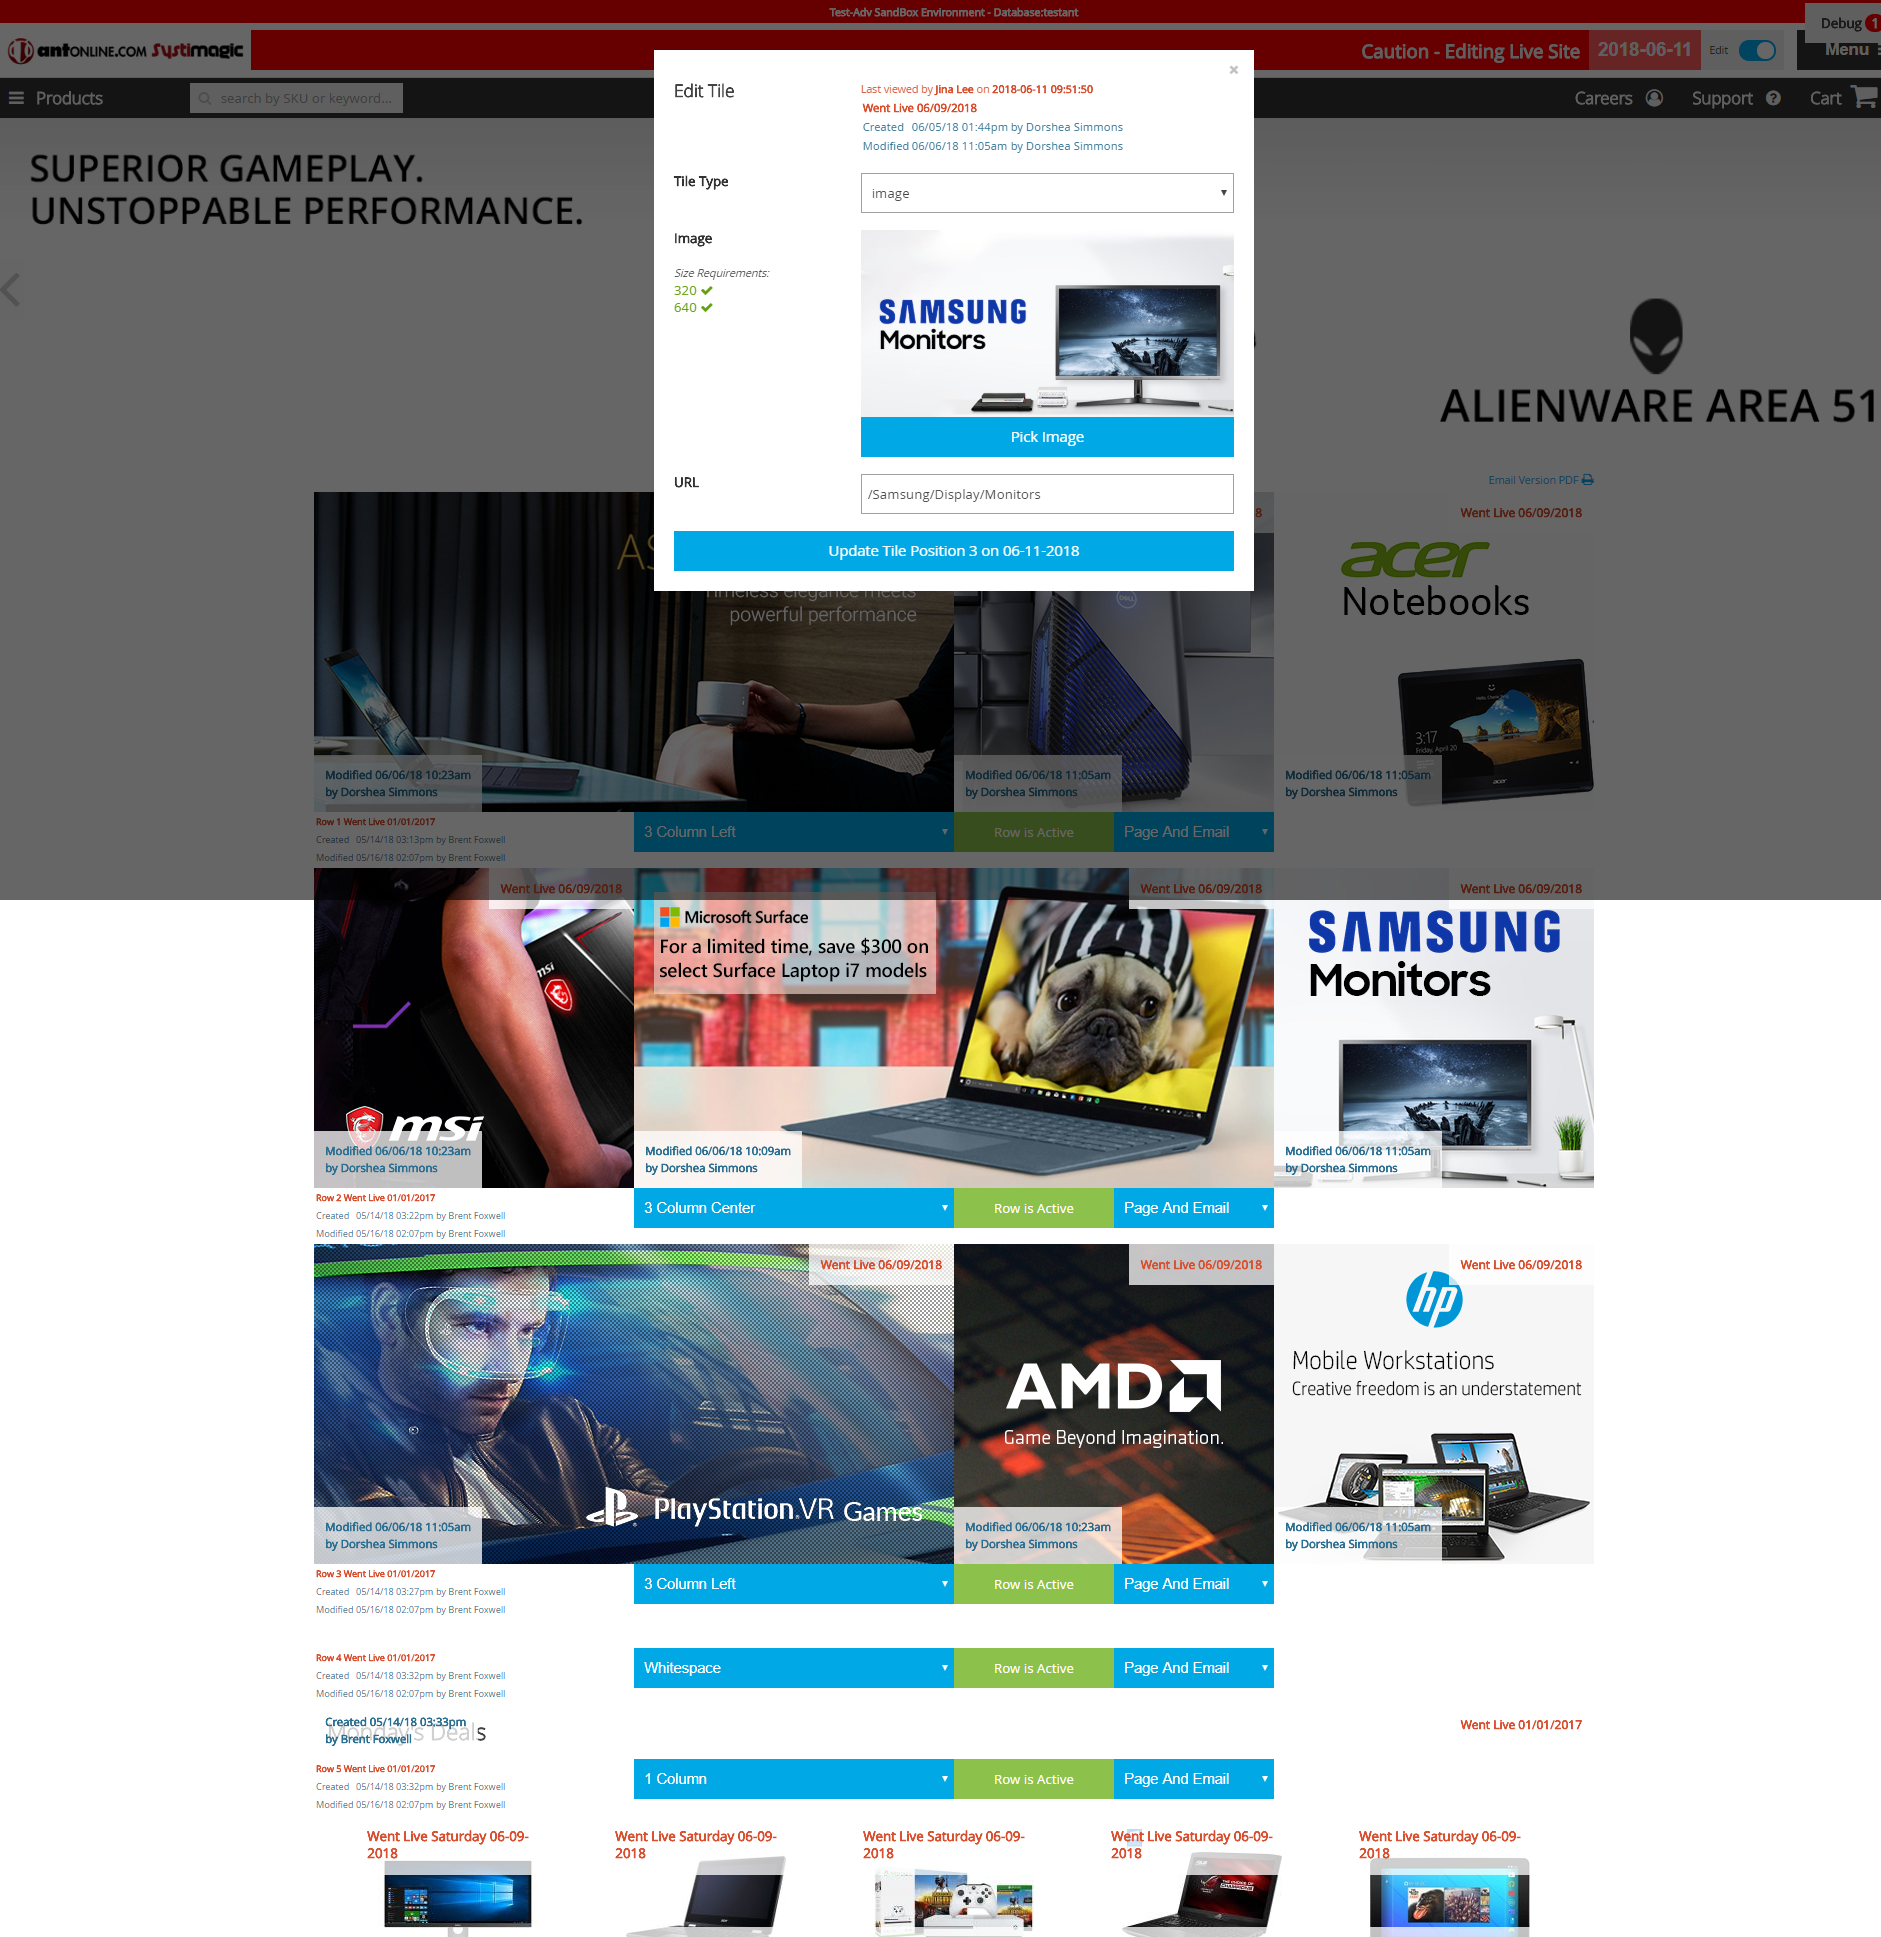 Test-Adv SandBox Environment - Database:testant
Debug 1
antONLINE.COM Systimagic
Caution - Editing Live Site
2018-06-11
Edit
Menu
Products
search by SKU or keyword...
Careers
Support
Cart
SUPERIOR GAMEPLAY.
UNSTOPPABLE PERFORMANCE.
ALIENWARE AREA 51
Edit Tile
Last viewed by Jina Lee on 2018-06-11 09:51:50
Went Live 06/09/2018
Created 06/05/18 01:44pm by Dorshea Simmons
Modified 06/06/18 11:05am by Dorshea Simmons
Tile Type
image
Image
Size Requirements:
320
640
SAMSUNG
Monitors
Pick Image
URL
/Samsung/Display/Monitors
Update Tile Position 3 on 06-11-2018
Email Version PDF
AS
Timeless elegance meets
powerful performance
8
DELL
Went Live 06/09/2018
acer
Notebooks
3:17
Friday, April 20
acer
Modified 06/06/18 10:23am
by Dorshea Simmons
Modified 06/06/18 11:05am
by Dorshea Simmons
Modified 06/06/18 11:05am
by Dorshea Simmons
Row 1 Went Live 01/01/2017
Created 05/14/18 03:13pm by Brent Foxwell
Modified 05/16/18 02:07pm by Brent Foxwell
3 Column Left
Row is Active
Page And Email
Went Live 06/09/2018
msi
msi
Modified 06/06/18 10:23am
by Dorshea Simmons
Went Live 06/09/2018
Microsoft Surface
For a limited time, save $300 on
select Surface Laptop i7 models
Modified 06/06/18 10:09am
by Dorshea Simmons
Went Live 06/09/2018
SAMSUNG
Monitors
Modified 06/06/18 11:05am
by Dorshea Simmons
Row 2 Went Live 01/01/2017
Created 05/14/18 03:22pm by Brent Foxwell
Modified 05/16/18 02:07pm by Brent Foxwell
3 Column Center
Row is Active
Page And Email
Went Live 06/09/2018
PlayStation.VR Games
Modified 06/06/18 11:05am
by Dorshea Simmons
Went Live 06/09/2018
AMD
Game Beyond Imagination.
Modified 06/06/18 10:23am
by Dorshea Simmons
Went Live 06/09/2018
hp
Mobile Workstations
Creative freedom is an understatement
Modified 06/06/18 11:05am
by Dorshea Simmons
Row 3 Went Live 01/01/2017
Created 05/14/18 03:27pm by Brent Foxwell
Modified 05/16/18 02:07pm by Brent Foxwell
3 Column Left
Row is Active
Page And Email
Row 4 Went Live 01/01/2017
Created 05/14/18 03:32pm by Brent Foxwell
Modified 05/16/18 02:07pm by Brent Foxwell
Whitespace
Row is Active
Page And Email
Created 05/14/18 03:33pm
by Brent Foxwell
Monday's Deals
Went Live 01/01/2017
Row 5 Went Live 01/01/2017
Created 05/14/18 03:32pm by Brent Foxwell
Modified 05/16/18 02:07pm by Brent Foxwell
1 Column
Row is Active
Page And Email
Went Live Saturday 06-09-
2018
Went Live Saturday 06-09-
2018
Went Live Saturday 06-09-
2018
Went Live Saturday 06-09-
2018
Went Live Saturday 06-09-
2018